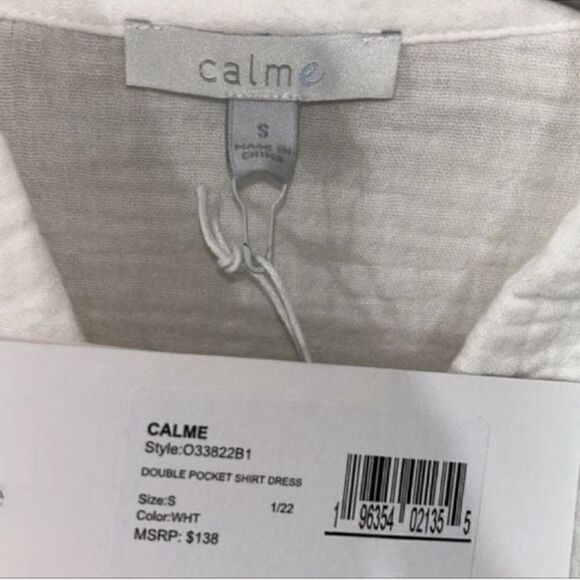 calme
S
MADE IN
CHINA
CALME
Style:O33822B1
DOUBLE POCKET SHIRT DRESS
Size:S 1/22
Color:WHT
MSRP: $138
1 96354 02135 5